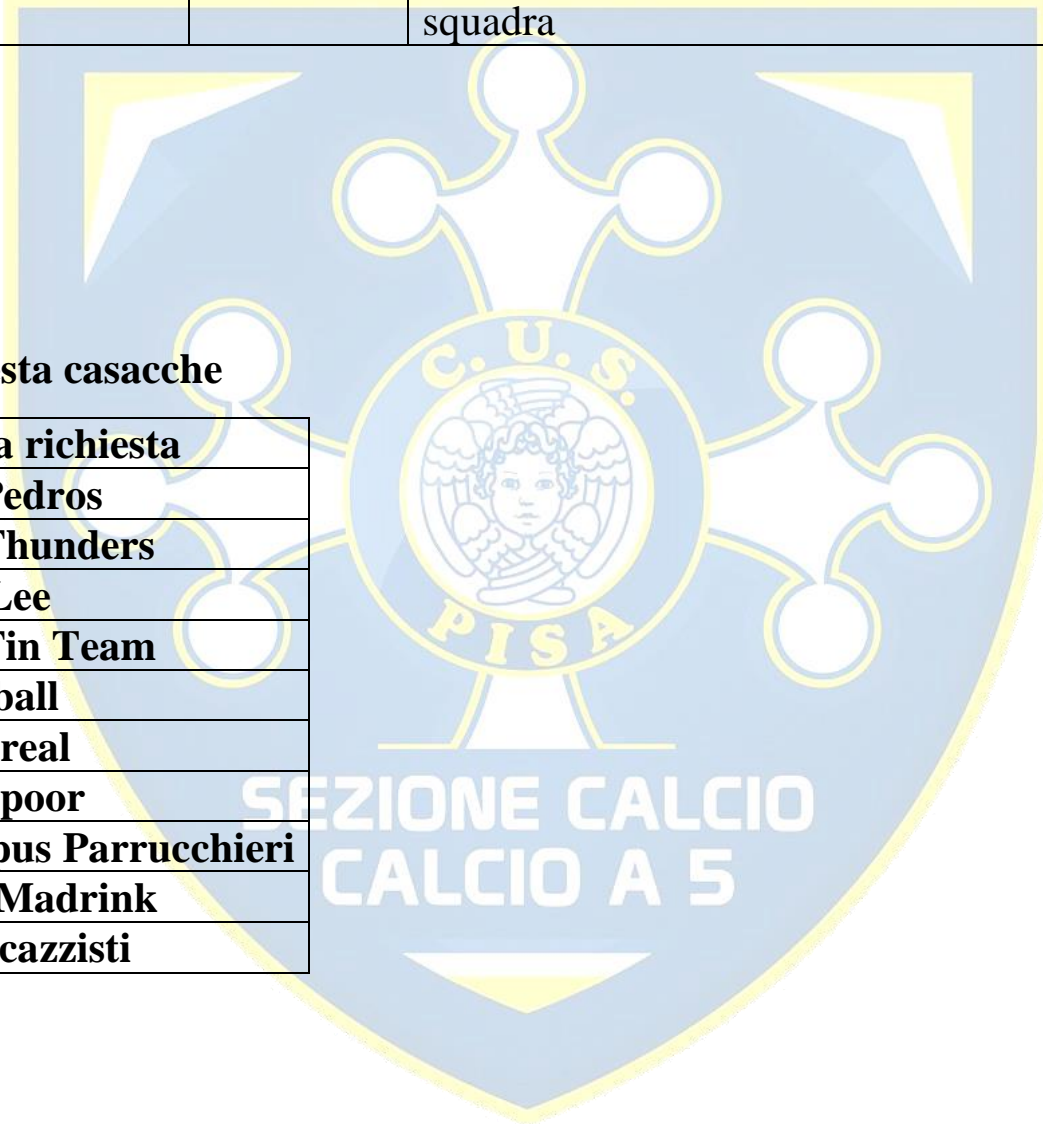 squadra
sta casacche
a richiesta
Pedros
Thunders
Lee
Tin Team
ball
real
poor
ous Parrucchieri
Madrink
cazzisti
C. U. S.
PISA
SEZIONE CALCIO
CALCIO A 5